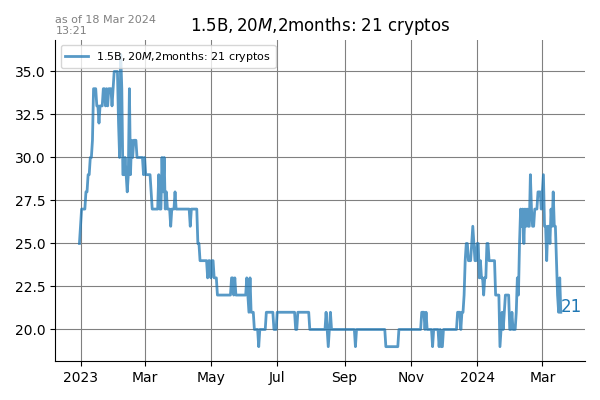 as of 18 Mar 2024
13:21
1.5B, 20M,2months: 21 cryptos
1.5B, 20M,2months: 21 cryptos
35.0
32.5
30.0
27.5
25.0
22.5
20.0
21
2023 Mar May Jul Sep Nov 2024 Mar